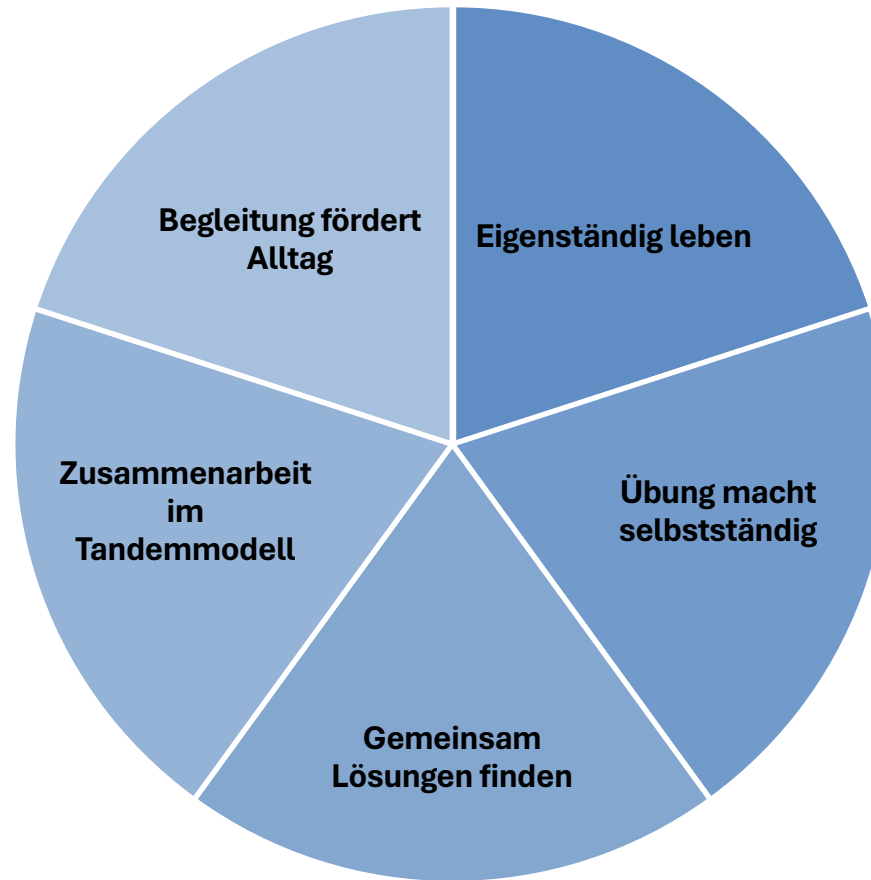 Begleitung fördert
Alltag
Eigenständig leben
Zusammenarbeit
im
Tandemmodell
Übung macht
selbstständig
Gemeinsam
Lösungen finden